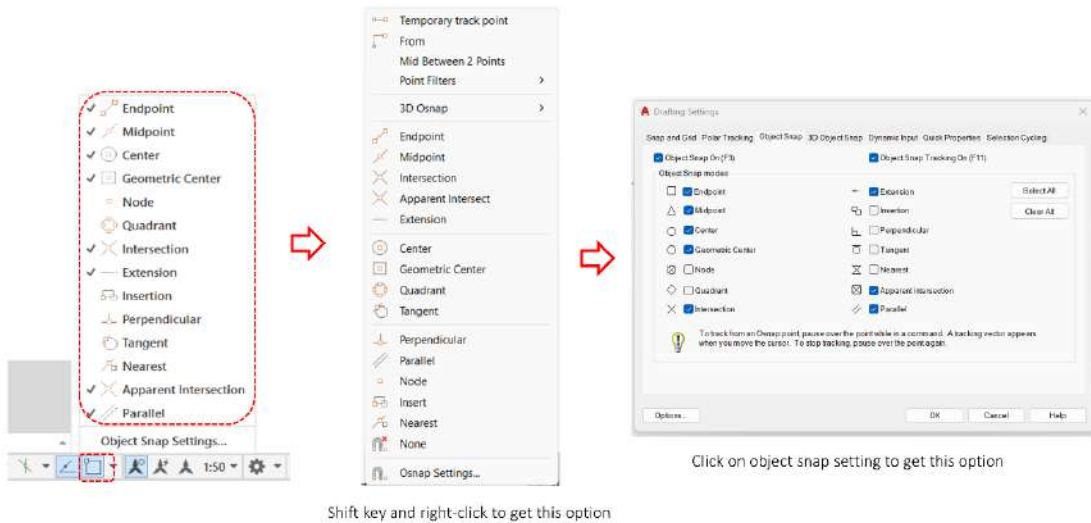 Endpoint
Midpoint
Center
Geometric Center
Node
Quadrant
Intersection
Extension
Insertion
Perpendicular
Tangent
Nearest
Apparent Intersection
Parallel
Object Snap Settings...
1:50
Temporary track point
From
Mid Between 2 Points
Point Filters
3D Osnap
Endpoint
Midpoint
Intersection
Apparent Intersect
Extension
Center
Geometric Center
Quadrant
Tangent
Perpendicular
Parallel
Node
Insert
Nearest
None
Osnap Settings...
Shift key and right-click to get this option
A Drafting Settings
Snap and Grid Polar Tracking Object Snap 3D Object Snap Dynamic Input Quick Properties Selection Cycling
Object Snap On (F3) Object Snap Tracking On (F11)
Object Snap modes
Endpoint Extension Select All
Midpoint Insertion Clear All
Center Perpendicular
Geometric Center Tangent
Node Nearest
Quadrant Apparent intersection
Intersection Parallel
To track from an Osnap point, pause over the point while in a command. A tracking vector appears
when you move the cursor. To stop tracking, pause over the point again.
Options... OK Cancel Help
Click on object snap setting to get this option